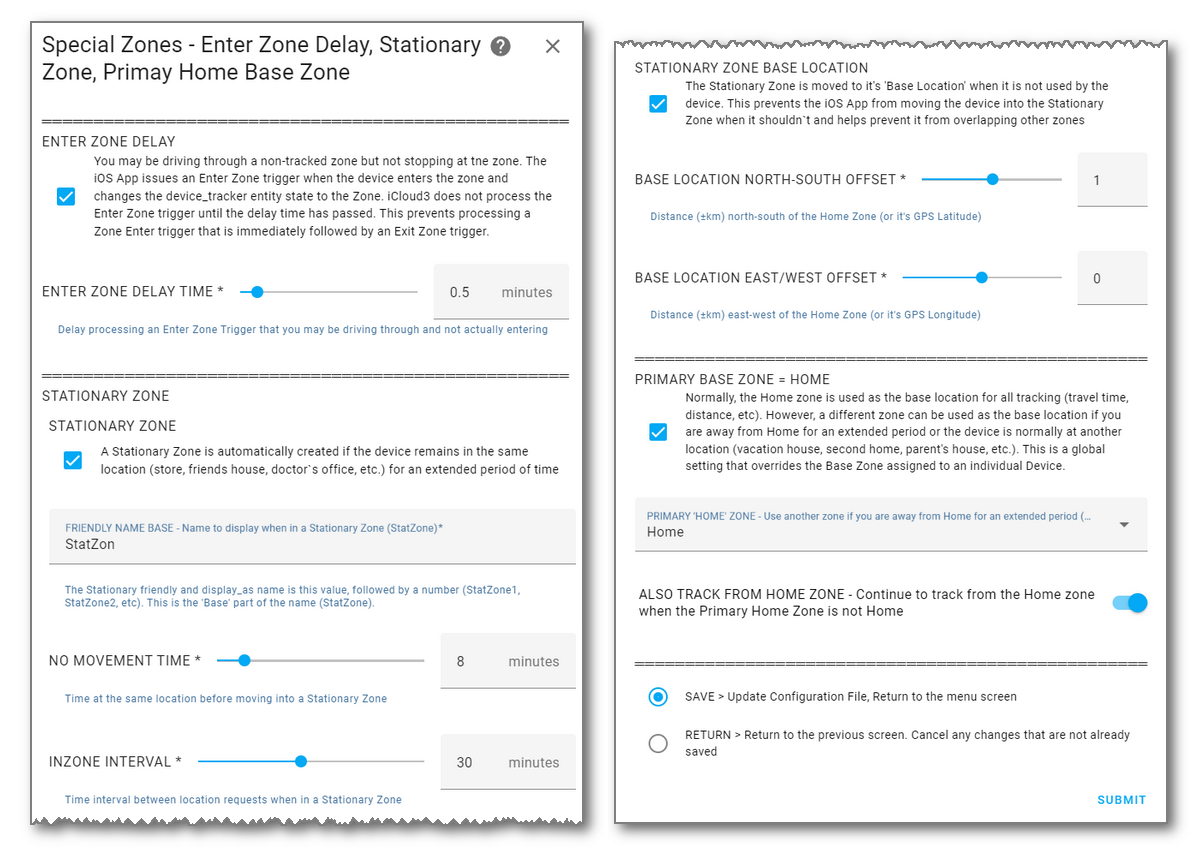 Special Zones - Enter Zone Delay, Stationary
Zone, Primay Home Base Zone
ENTER ZONE DELAY
You may be driving through a non-tracked zone but not stopping at tne zone. The
iOS App issues an Enter Zone trigger when the device enters the zone and
changes the device_tracker entity state to the Zone. iCloud3 does not process the
Enter Zone trigger until the delay time has passed. This prevents processing a
Zone Enter trigger that is immediately followed by an Exit Zone trigger.
ENTER ZONE DELAY TIME *
0.5 minutes
Delay processing an Enter Zone Trigger that you may be driving through and not actually entering
STATIONARY ZONE
STATIONARY ZONE
A Stationary Zone is automatically created if the device remains in the same
location (store, friends house, doctor`s office, etc.) for an extended period of time
FRIENDLY NAME BASE - Name to display when in a Stationary Zone (StatZone)*
StatZon
The Stationary friendly and display_as name is this value, followed by a number (StatZone1,
StatZone2, etc). This is the 'Base' part of the name (StatZone).
NO MOVEMENT TIME *
8 minutes
Time at the same location before moving into a Stationary Zone
INZONE INTERVAL *
30 minutes
Time interval between location requests when in a Stationary Zone
STATIONARY ZONE BASE LOCATION
The Stationary Zone is moved to it's 'Base Location' when it is not used by the
device. This prevents the iOS App from moving the device into the Stationary
Zone when it shouldn`t and helps prevent it from overlapping other zones
BASE LOCATION NORTH-SOUTH OFFSET *
1
Distance (±km) north-south of the Home Zone (or it's GPS Latitude)
BASE LOCATION EAST/WEST OFFSET *
0
Distance (±km) east-west of the Home Zone (or it's GPS Longitude)
PRIMARY BASE ZONE = HOME
Normally, the Home zone is used as the base location for all tracking (travel time,
distance, etc). However, a different zone can be used as the base location if you
are away from Home for an extended period or the device is normally at another
location (vacation house, second home, parent's house, etc.). This is a global
setting that overrides the Base Zone assigned to an individual Device.
PRIMARY 'HOME' ZONE - Use another zone if you are away from Home for an extended period (...
Home
ALSO TRACK FROM HOME ZONE - Continue to track from the Home zone
when the Primary Home Zone is not Home
SAVE > Update Configuration File, Return to the menu screen
RETURN > Return to the previous screen. Cancel any changes that are not already
saved
SUBMIT